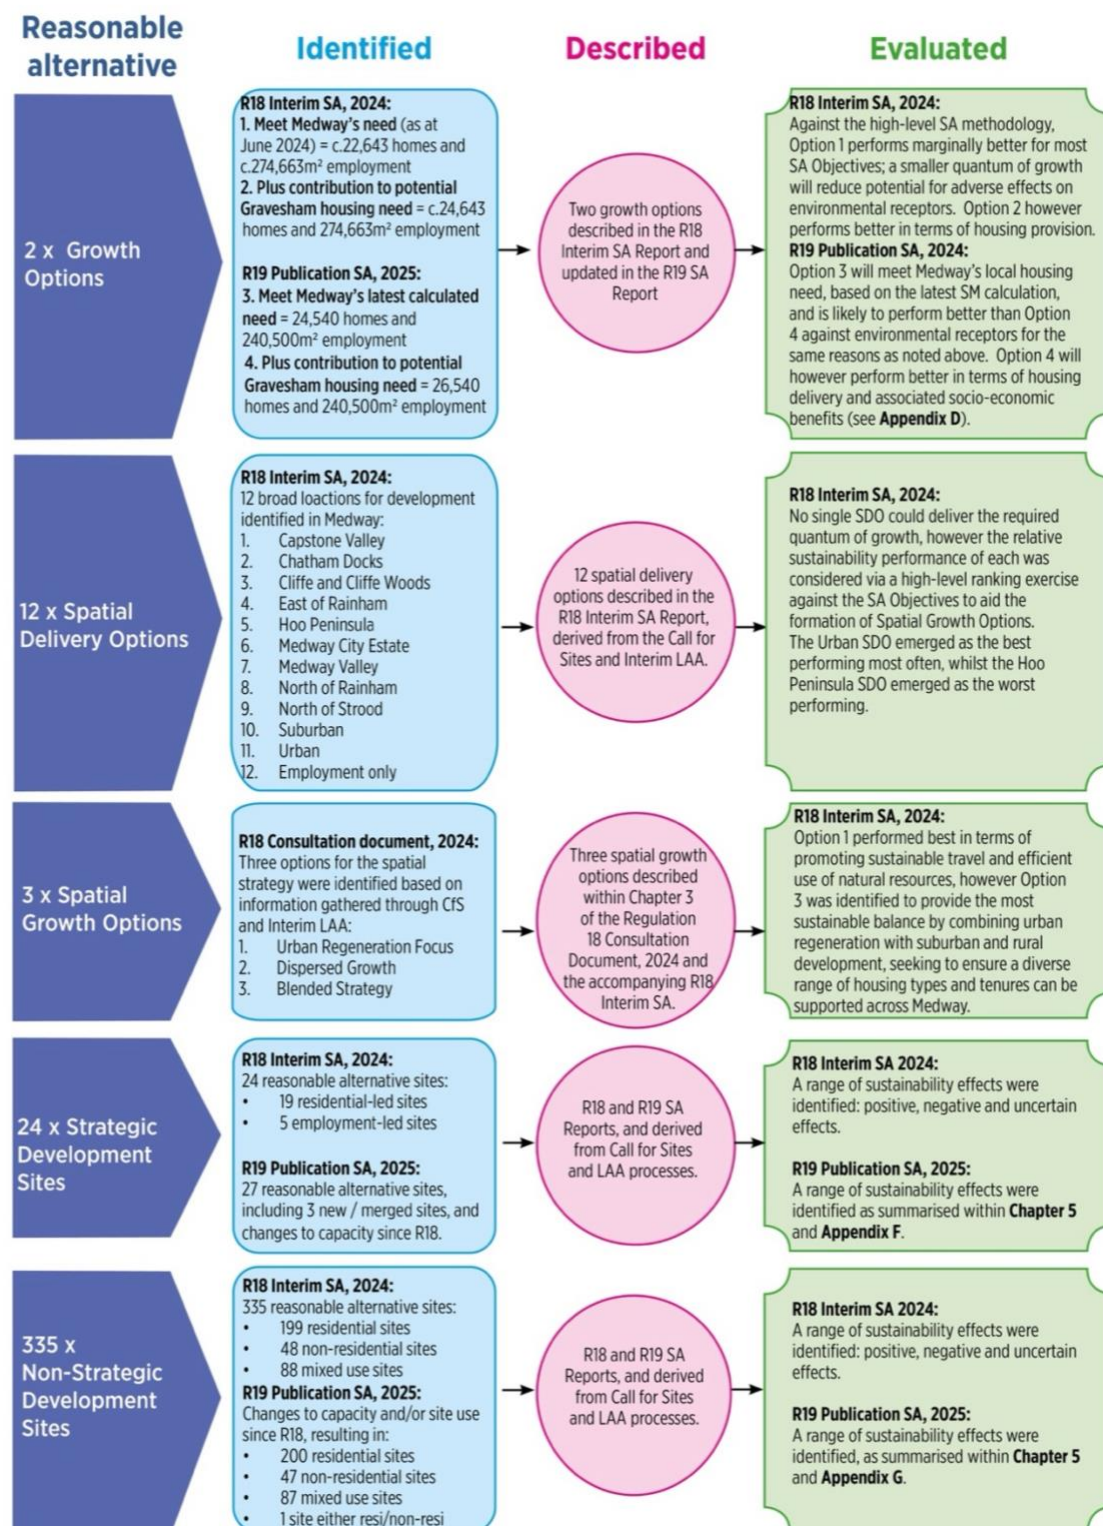 Reasonable
alternative
Identified
Described
Evaluated
2 x  Growth
Options
R18 Interim SA, 2024:
1. Meet Medway's need (as at
June 2024) = c.22,643 homes and
c.274,663m² employment
2. Plus contribution to potential
Gravesham housing need = c.24,643
homes and 274,663m² employment
R19 Publication SA, 2025:
3. Meet Medway's latest calculated
need = 24,540 homes and
240,500m² employment
4. Plus contribution to potential
Gravesham housing need = 26,540
homes and 240,500m² employment
Two growth options
described in the R18
Interim SA Report and
updated in the R19 SA
Report
R18 Interim SA, 2024:
Against the high-level SA methodology,
Option 1 performs marginally better for most
SA Objectives; a smaller quantum of growth
will reduce potential for adverse effects on
environmental receptors.  Option 2 however
performs better in terms of housing provision.
R19 Publication SA, 2024:
Option 3 will meet Medway's local housing
need, based on the latest SM calculation,
and is likely to perform better than Option
4 against environmental receptors for the
same reasons as noted above.  Option 4 will
however perform better in terms of housing
delivery and associated socio-economic
benefits (see Appendix D).
12 x Spatial
Delivery Options
R18 Interim SA, 2024:
12 broad loactions for development
identified in Medway:
1. Capstone Valley
2. Chatham Docks
3. Cliffe and Cliffe Woods
4. East of Rainham
5. Hoo Peninsula
6. Medway City Estate
7. Medway Valley
8. North of Rainham
9. North of Strood
10. Suburban
11. Urban
12. Employment only
12 spatial delivery
options described in the
R18 Interim SA Report,
derived from the Call for
Sites and Interim LAA.
R18 Interim SA, 2024:
No single SDO could deliver the required
quantum of growth, however the relative
sustainability performance of each was
considered via a high-level ranking exercise
against the SA Objectives to aid the
formation of Spatial Growth Options.
The Urban SDO emerged as the best
performing most often, whilst the Hoo
Peninsula SDO emerged as the worst
performing.
3 x Spatial
Growth Options
R18 Consultation document, 2024:
Three options for the spatial
strategy were identified based on
information gathered through CfS
and Interim LAA:
1. Urban Regeneration Focus
2. Dispersed Growth
3. Blended Strategy
Three spatial growth
options described
within Chapter 3
of the Regulation
18 Consultation
Document, 2024 and
the accompanying R18
Interim SA.
R18 Interim SA, 2024:
Option 1 performed best in terms of
promoting sustainable travel and efficient
use of natural resources, however Option
3 was identified to provide the most
sustainable balance by combining urban
regeneration with suburban and rural
development, seeking to ensure a diverse
range of housing types and tenures can be
supported across Medway.
24 x Strategic
Development
Sites
R18 Interim SA, 2024:
24 reasonable alternative sites:
• 19 residential-led sites
• 5 employment-led sites
R19 Publication SA, 2025:
27 reasonable alternative sites,
including 3 new / merged sites, and
changes to capacity since R18.
R18 and R19 SA
Reports, and derived
from Call for Sites
and LAA processes.
R18 Interim SA 2024:
A range of sustainability effects were
identified: positive, negative and uncertain
effects.
R19 Publication SA, 2025:
A range of sustainability effects were
identified as summarised within Chapter 5
and Appendix F.
335 x
Non-Strategic
Development
Sites
R18 Interim SA, 2024:
335 reasonable alternative sites:
• 199 residential sites
• 48 non-residential sites
• 88 mixed use sites
R19 Publication SA, 2025:
Changes to capacity and/or site use
since R18, resulting in:
• 200 residential sites
• 47 non-residential sites
• 87 mixed use sites
• 1 site either resi/non-resi
R18 and R19 SA
Reports, and derived
from Call for Sites
and LAA processes.
R18 Interim SA 2024:
A range of sustainability effects were
identified: positive, negative and uncertain
effects.
R19 Publication SA, 2025:
A range of sustainability effects were
identified, as summarised within Chapter 5
and Appendix G.